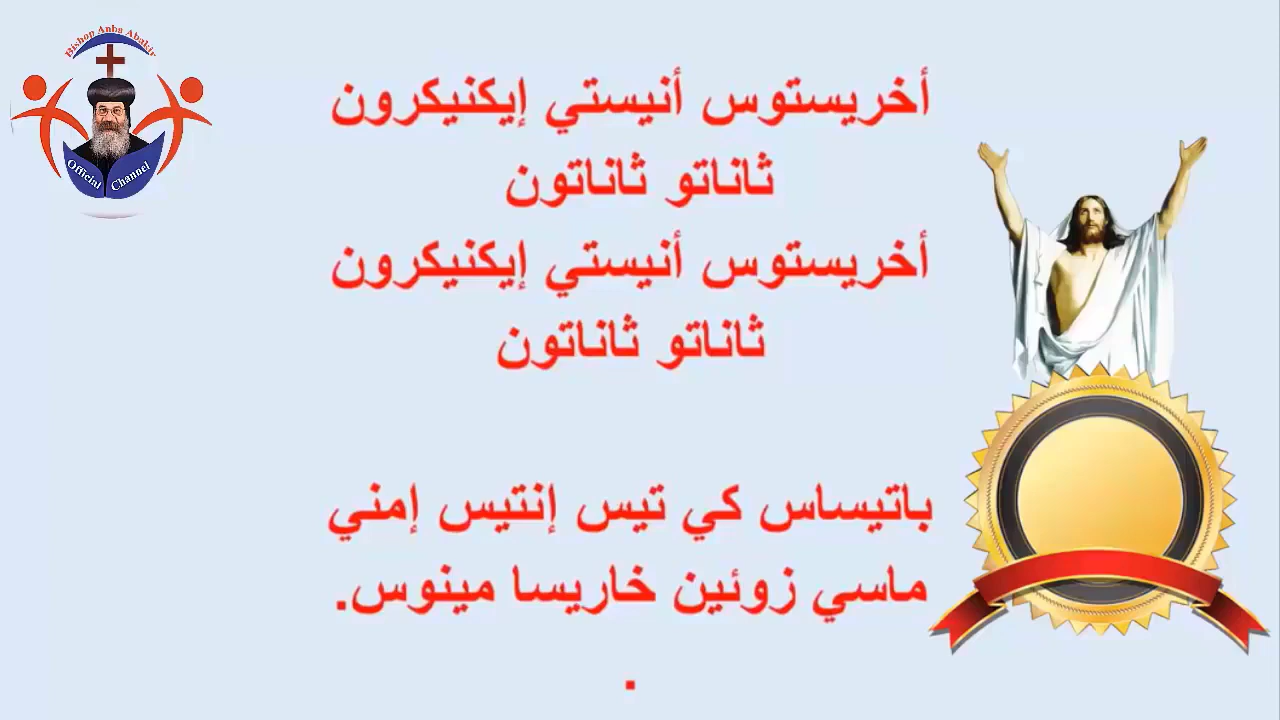 Bishop Anba Abakir
Official Channel
أخريستوس أنيستي إيكنيكرون
ثاناتو ثاناتون
أخريستوس أنيستي إيكنيكرون
ثاناتو ثاناتون
باتيساس كي تيس إنتيس إمني
ماسي زوئين خاريسا مينوس.
.